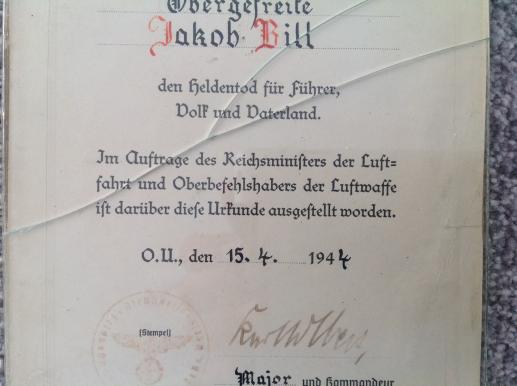 Obergefreite
Jakob Bill
den Heldentod für Führer,
Volk und Vaterland.
Im Auftrage des Reichsministers der Luft=
fahrt und Oberbefehlshabers der Luftwaffe
ist darüber diese Urkunde ausgestellt worden.
O.U., den 15. 4. 1944
(Stempel)
Major und Kommandeur